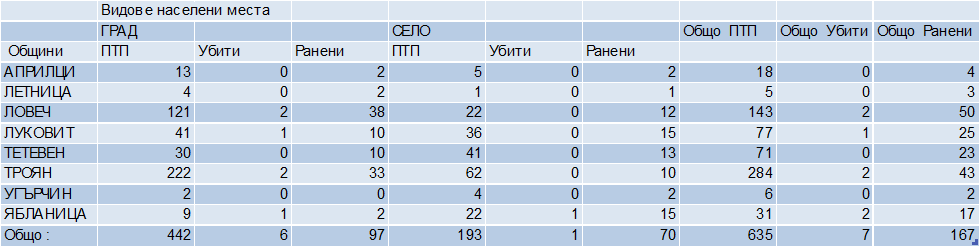 Видове населени места
ГРАД СЕЛО Общо ПТП Общо Убити Общо Ранени
Общини ПТП Убити Ранени ПТП Убити Ранени
АПРИЛЦИ 13 0 2 5 0 2 18 0 4
ЛЕТНИЦА 4 0 2 1 0 1 5 0 3
ЛОВЕЧ 121 2 38 22 0 12 143 2 50
ЛУКОВИТ 41 1 10 36 0 15 77 1 25
ТЕТЕВЕН 30 0 10 41 0 13 71 0 23
ТРОЯН 222 2 33 62 0 10 284 2 43
УГЪРЧИН 2 0 0 4 0 2 6 0 2
ЯБЛАНИЦА 9 1 2 22 1 15 31 2 17
Общо : 442 6 97 193 1 70 635 7 167